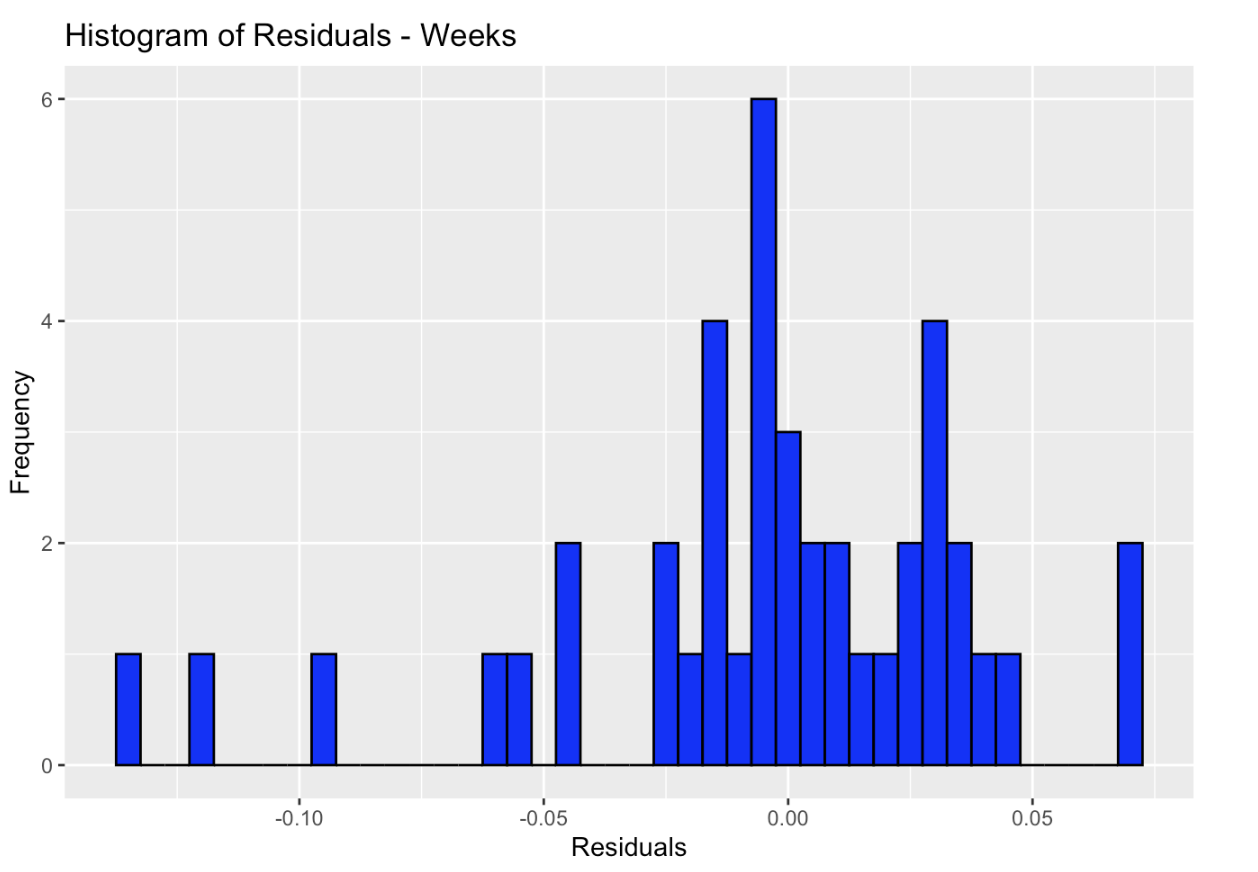 Histogram of Residuals - Weeks
6
4
2
0
Frequency
-0.10 -0.05 0.00 0.05
Residuals